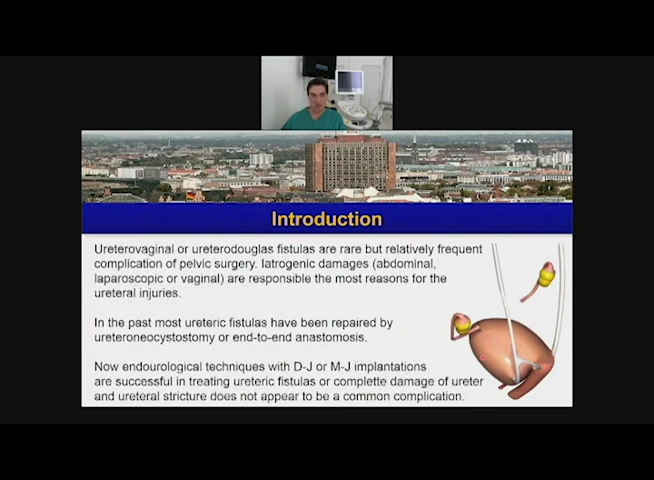 Introduction
Ureterovaginal or ureterodouglas fistulas are rare but relatively frequent
complication of pelvic surgery. Iatrogenic damages (abdominal,
laparoscopic or vaginal) are responsible the most reasons for the
ureteral injuries.
In the past most ureteric fistulas have been repaired by
ureteroneocystostomy or end-to-end anastomosis.
Now endourological techniques with D-J or M-J implantations
are successful in treating ureteric fistulas or complette damage of ureter
and ureteral stricture does not appear to be a common complication.